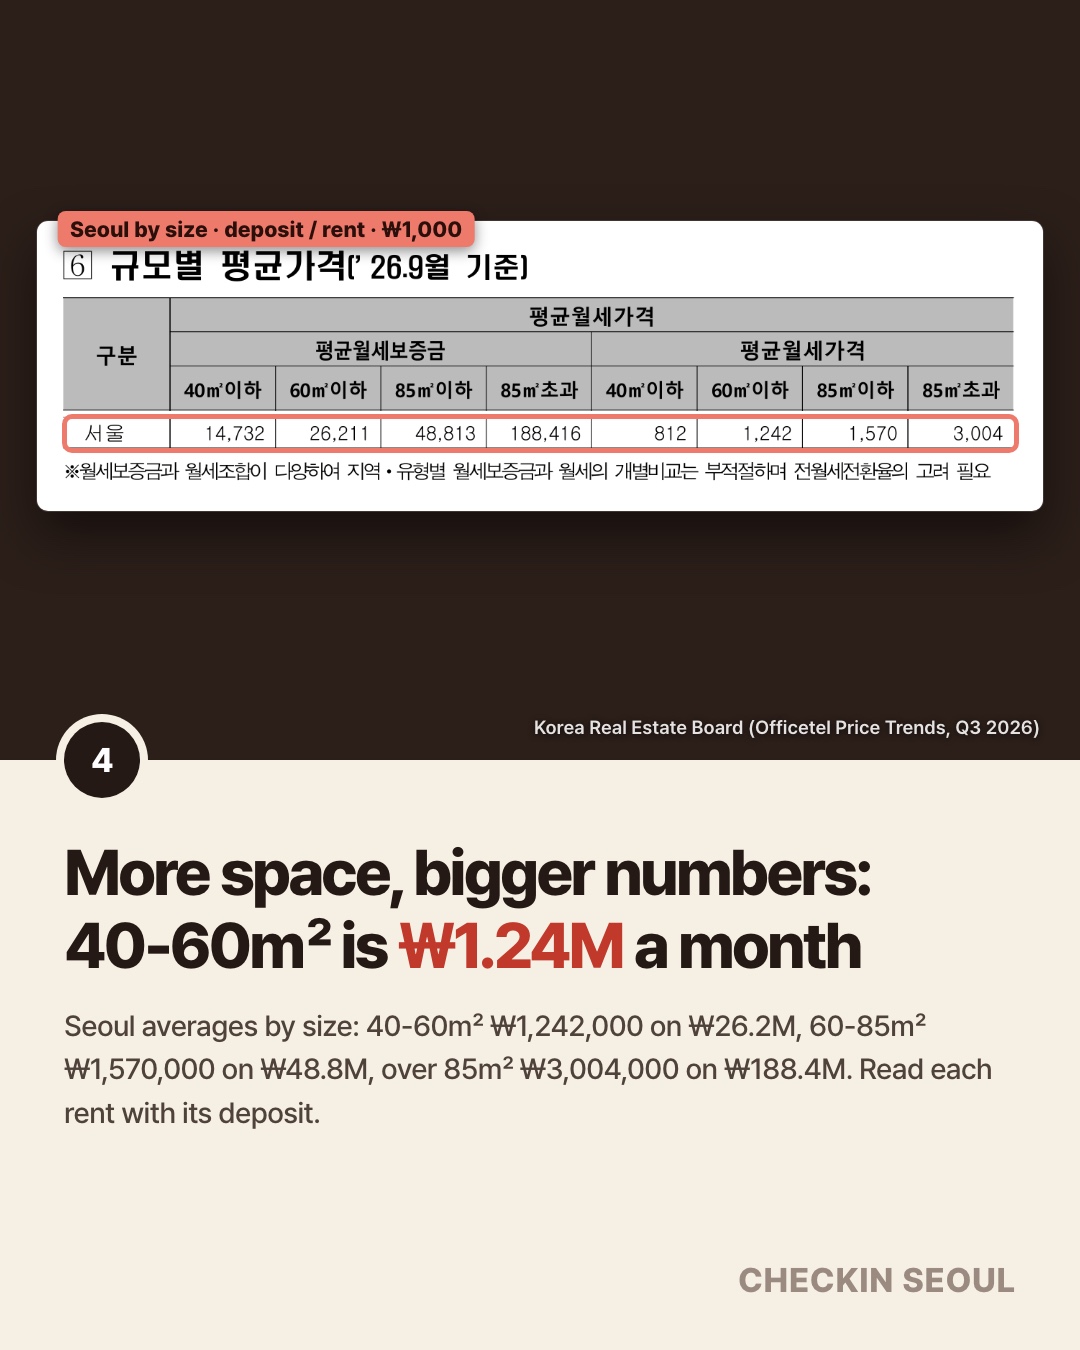 Seoul by size · deposit / rent · ₩1,000
6 규모별 평균가격(’ 26.9월 기준)
구분
평균월세가격
평균월세보증금 평균월세가격
40㎡이하 60㎡이하 85㎡이하 85㎡초과 40㎡이하 60㎡이하 85㎡이하 85㎡초과
서울 14,732 26,211 48,813 188,416 812 1,242 1,570 3,004
※월세보증금과 월세조합이 다양하여 지역・유형별 월세보증금과 월세의 개별비교는 부적절하며 전월세전환율의 고려 필요
Korea Real Estate Board (Officetel Price Trends, Q3 2026)
4
More space, bigger numbers:
40-60m² is ₩1.24M a month
Seoul averages by size: 40-60m² ₩1,242,000 on ₩26.2M, 60-85m²
₩1,570,000 on ₩48.8M, over 85m² ₩3,004,000 on ₩188.4M. Read each
rent with its deposit.
CHECKIN SEOUL